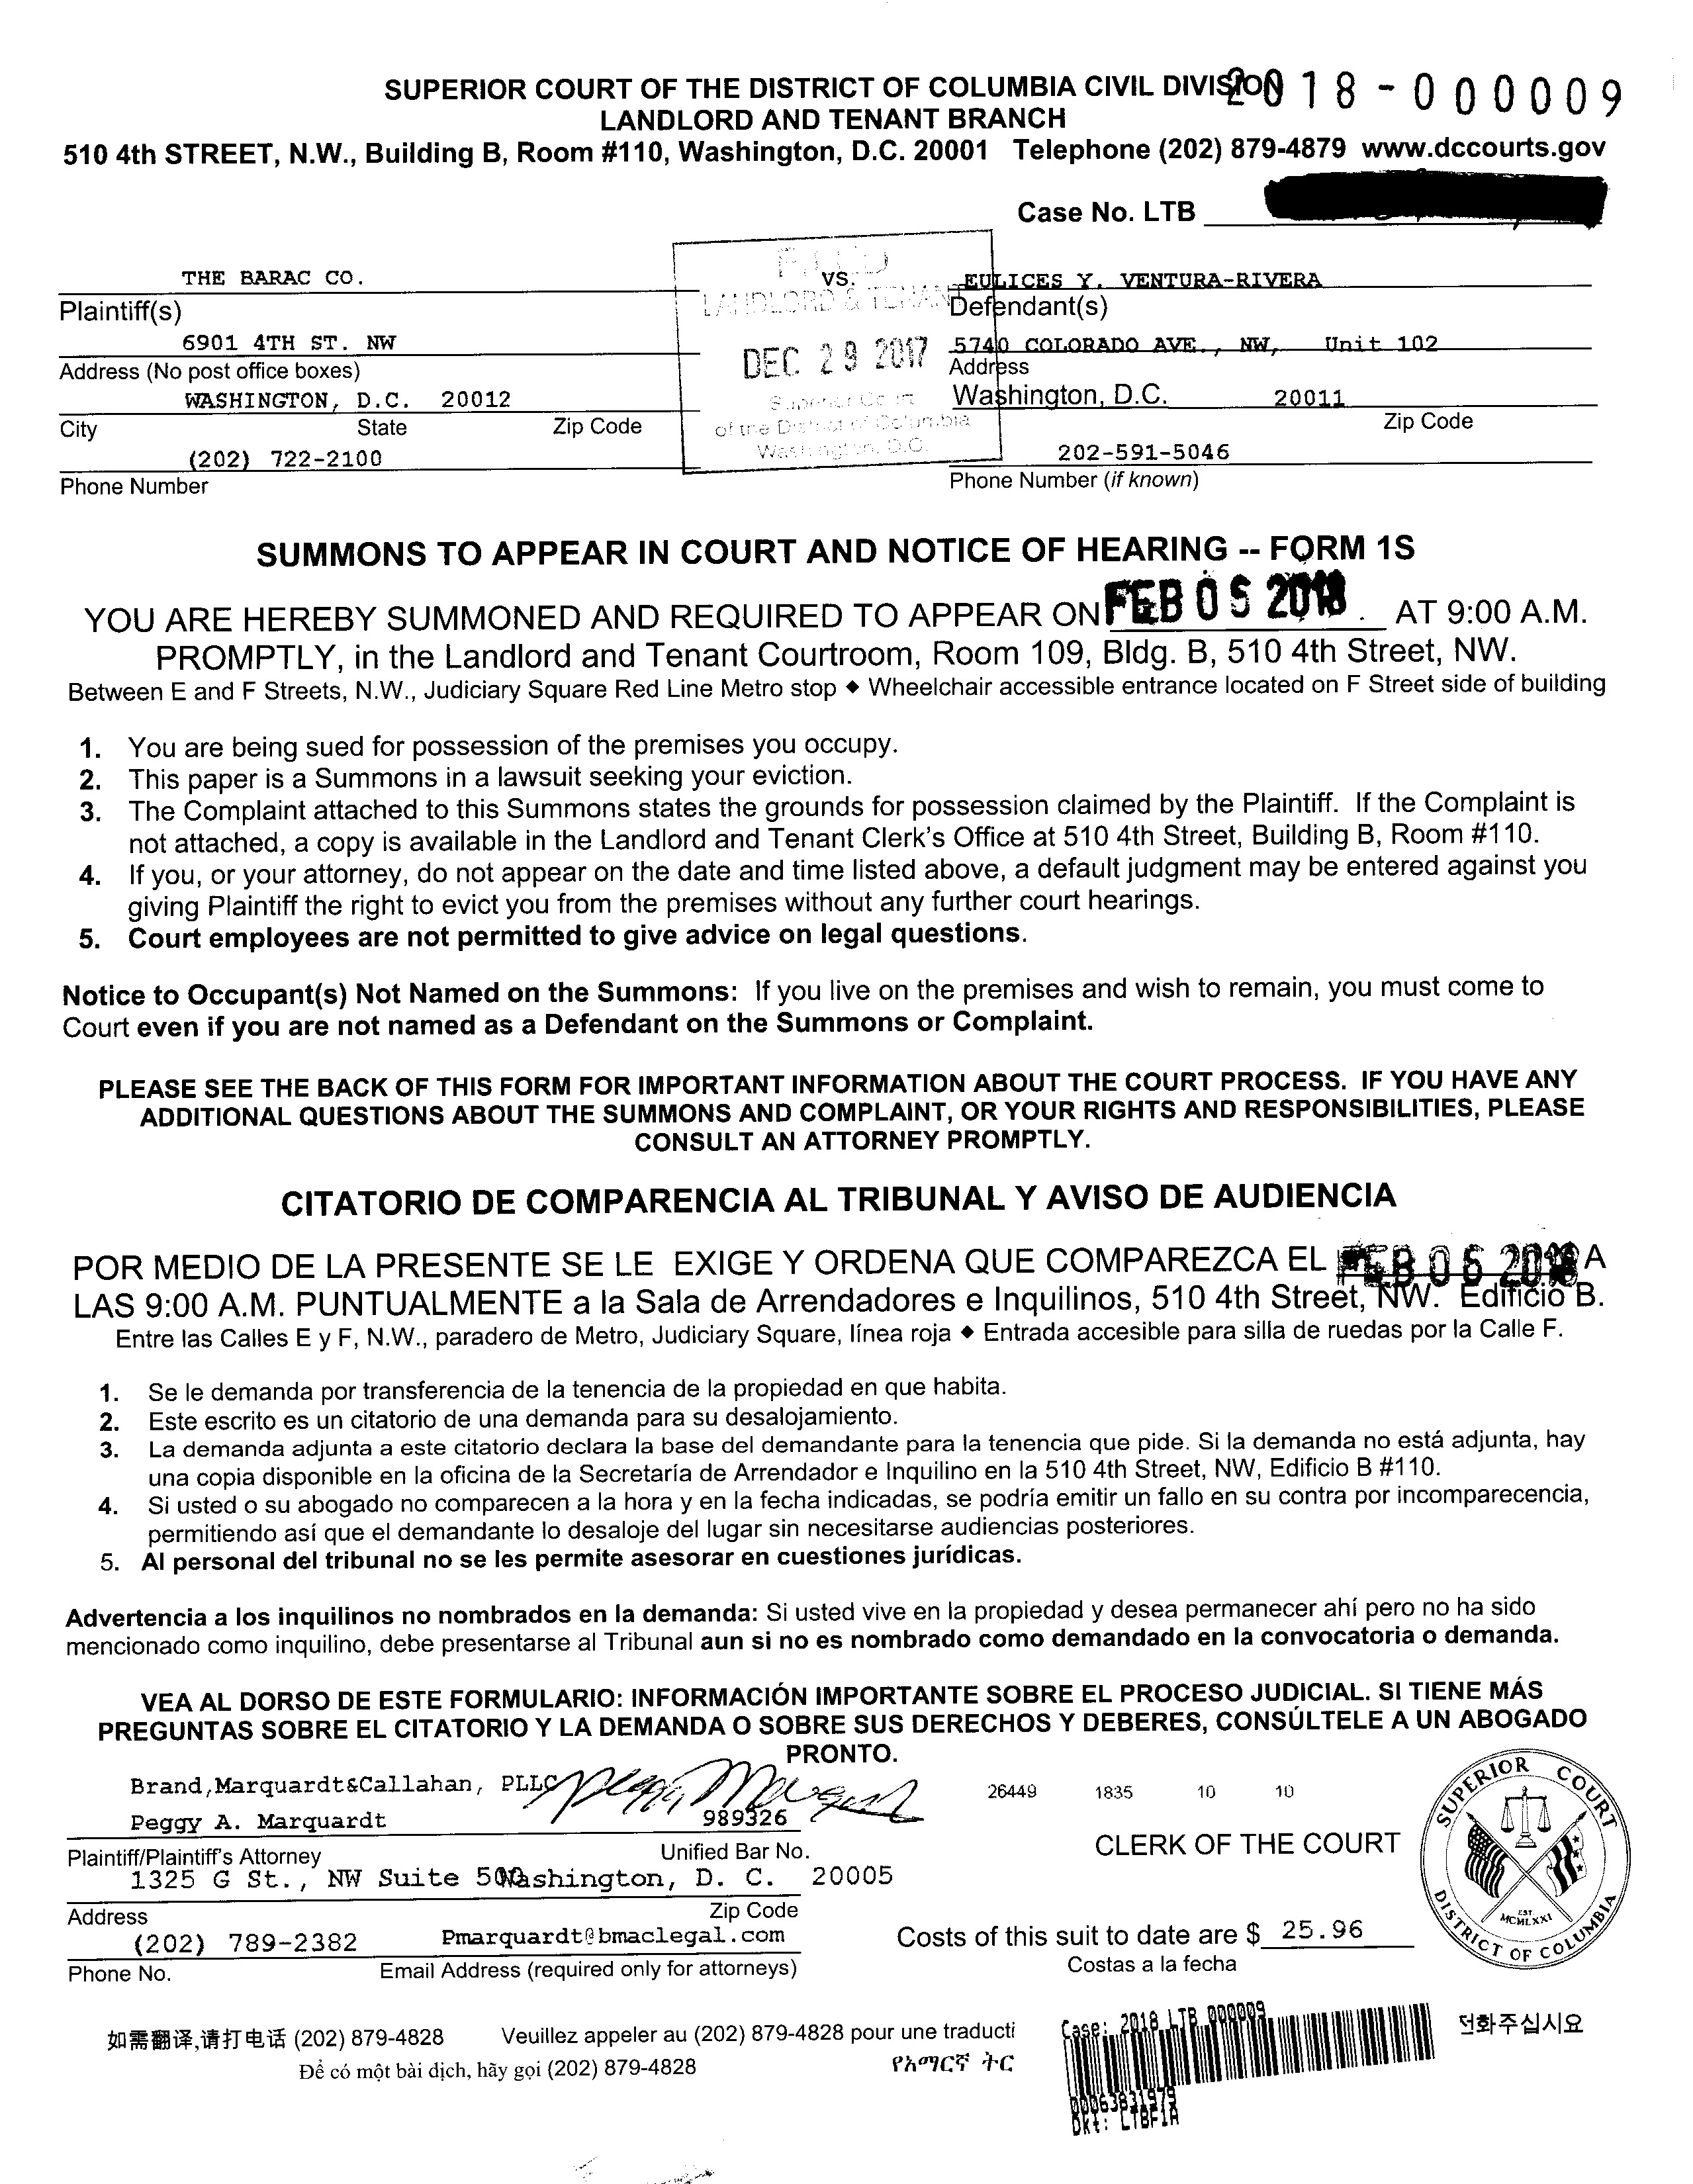 SUPERIOR COURT OF THE DISTRICT OF COLUMBIA CIVIL DIVISION 2018-000009
LANDLORD AND TENANT BRANCH
510 4th STREET, N.W., Building B, Room #110, Washington, D.C. 20001 Telephone (202) 879-4879 www.dccourts.gov
Case No. LTB
FILED
THE BARAC CO. VS. EULICES Y. VENTURA-RIVERA
LANDLORD & TENANT
Plaintiff(s) Defendant(s)
6901 4TH ST. NW DEC 29 2017 5740 COLORADO AVE., NW, Unit 102
Address (No post office boxes) Address
WASHINGTON, D.C. 20012 Superior Court Washington, D.C. 20011
City State Zip Code of the District of Columbia Zip Code
Washington, D.C.
(202) 722-2100 202-591-5046
Phone Number Phone Number (if known)
SUMMONS TO APPEAR IN COURT AND NOTICE OF HEARING -- FORM 1S
YOU ARE HEREBY SUMMONED AND REQUIRED TO APPEAR ON FEB 05 2018. AT 9:00 A.M.
PROMPTLY, in the Landlord and Tenant Courtroom, Room 109, Bldg. B, 510 4th Street, NW.
Between E and F Streets, N.W., Judiciary Square Red Line Metro stop ♦ Wheelchair accessible entrance located on F Street side of building
1. You are being sued for possession of the premises you occupy.
2. This paper is a Summons in a lawsuit seeking your eviction.
3. The Complaint attached to this Summons states the grounds for possession claimed by the Plaintiff. If the Complaint is
not attached, a copy is available in the Landlord and Tenant Clerk's Office at 510 4th Street, Building B, Room #110.
4. If you, or your attorney, do not appear on the date and time listed above, a default judgment may be entered against you
giving Plaintiff the right to evict you from the premises without any further court hearings.
5. Court employees are not permitted to give advice on legal questions.
Notice to Occupant(s) Not Named on the Summons: If you live on the premises and wish to remain, you must come to
Court even if you are not named as a Defendant on the Summons or Complaint.
PLEASE SEE THE BACK OF THIS FORM FOR IMPORTANT INFORMATION ABOUT THE COURT PROCESS. IF YOU HAVE ANY
ADDITIONAL QUESTIONS ABOUT THE SUMMONS AND COMPLAINT, OR YOUR RIGHTS AND RESPONSIBILITIES, PLEASE
CONSULT AN ATTORNEY PROMPTLY.
CITATORIO DE COMPARENCIA AL TRIBUNAL Y AVISO DE AUDIENCIA
POR MEDIO DE LA PRESENTE SE LE EXIGE Y ORDENA QUE COMPAREZCA EL FEB 05 2018 A
LAS 9:00 A.M. PUNTUALMENTE a la Sala de Arrendadores e Inquilinos, 510 4th Street, NW. Edificio B.
Entre las Calles E y F, N.W., paradero de Metro, Judiciary Square, línea roja ♦ Entrada accesible para silla de ruedas por la Calle F.
1. Se le demanda por transferencia de la tenencia de la propiedad en que habita.
2. Este escrito es un citatorio de una demanda para su desalojamiento.
3. La demanda adjunta a este citatorio declara la base del demandante para la tenencia que pide. Si la demanda no está adjunta, hay
una copia disponible en la oficina de la Secretaría de Arrendador e Inquilino en la 510 4th Street, NW, Edificio B #110.
4. Si usted o su abogado no comparecen a la hora y en la fecha indicadas, se podría emitir un fallo en su contra por incomparecencia,
permitiendo así que el demandante lo desaloje del lugar sin necesitarse audiencias posteriores.
5. Al personal del tribunal no se les permite asesorar en cuestiones jurídicas.
Advertencia a los inquilinos no nombrados en la demanda: Si usted vive en la propiedad y desea permanecer ahí pero no ha sido
mencionado como inquilino, debe presentarse al Tribunal aun si no es nombrado como demandado en la convocatoria o demanda.
VEA AL DORSO DE ESTE FORMULARIO: INFORMACIÓN IMPORTANTE SOBRE EL PROCESO JUDICIAL. SI TIENE MÁS
PREGUNTAS SOBRE EL CITATORIO Y LA DEMANDA O SOBRE SUS DERECHOS Y DEBERES, CONSÚLTELE A UN ABOGADO
PRONTO.
Brand,Marquardt&Callahan, PLLC 26449 1835 10 10
Peggy A. Marquardt 989326
Plaintiff/Plaintiff's Attorney Unified Bar No. CLERK OF THE COURT
1325 G St., NW Suite 500 Washington, D. C. 20005
Address Zip Code
(202) 789-2382 Pmarquardt@bmaclegal.com Costs of this suit to date are $ 25.96
Phone No. Email Address (required only for attorneys) Costas a la fecha
SUPERIOR COURT
DISTRICT OF COLUMBIA
EST.
MCMLXXI
如需翻译,请打电话 (202) 879-4828 Veuillez appeler au (202) 879-4828 pour une traducti Case: 2018 LTB 000009 전화주십시요
Để có một bài dịch, hãy gọi (202) 879-4828 የአማርኛ ትር
00063831979
Dkt: LTBF1A